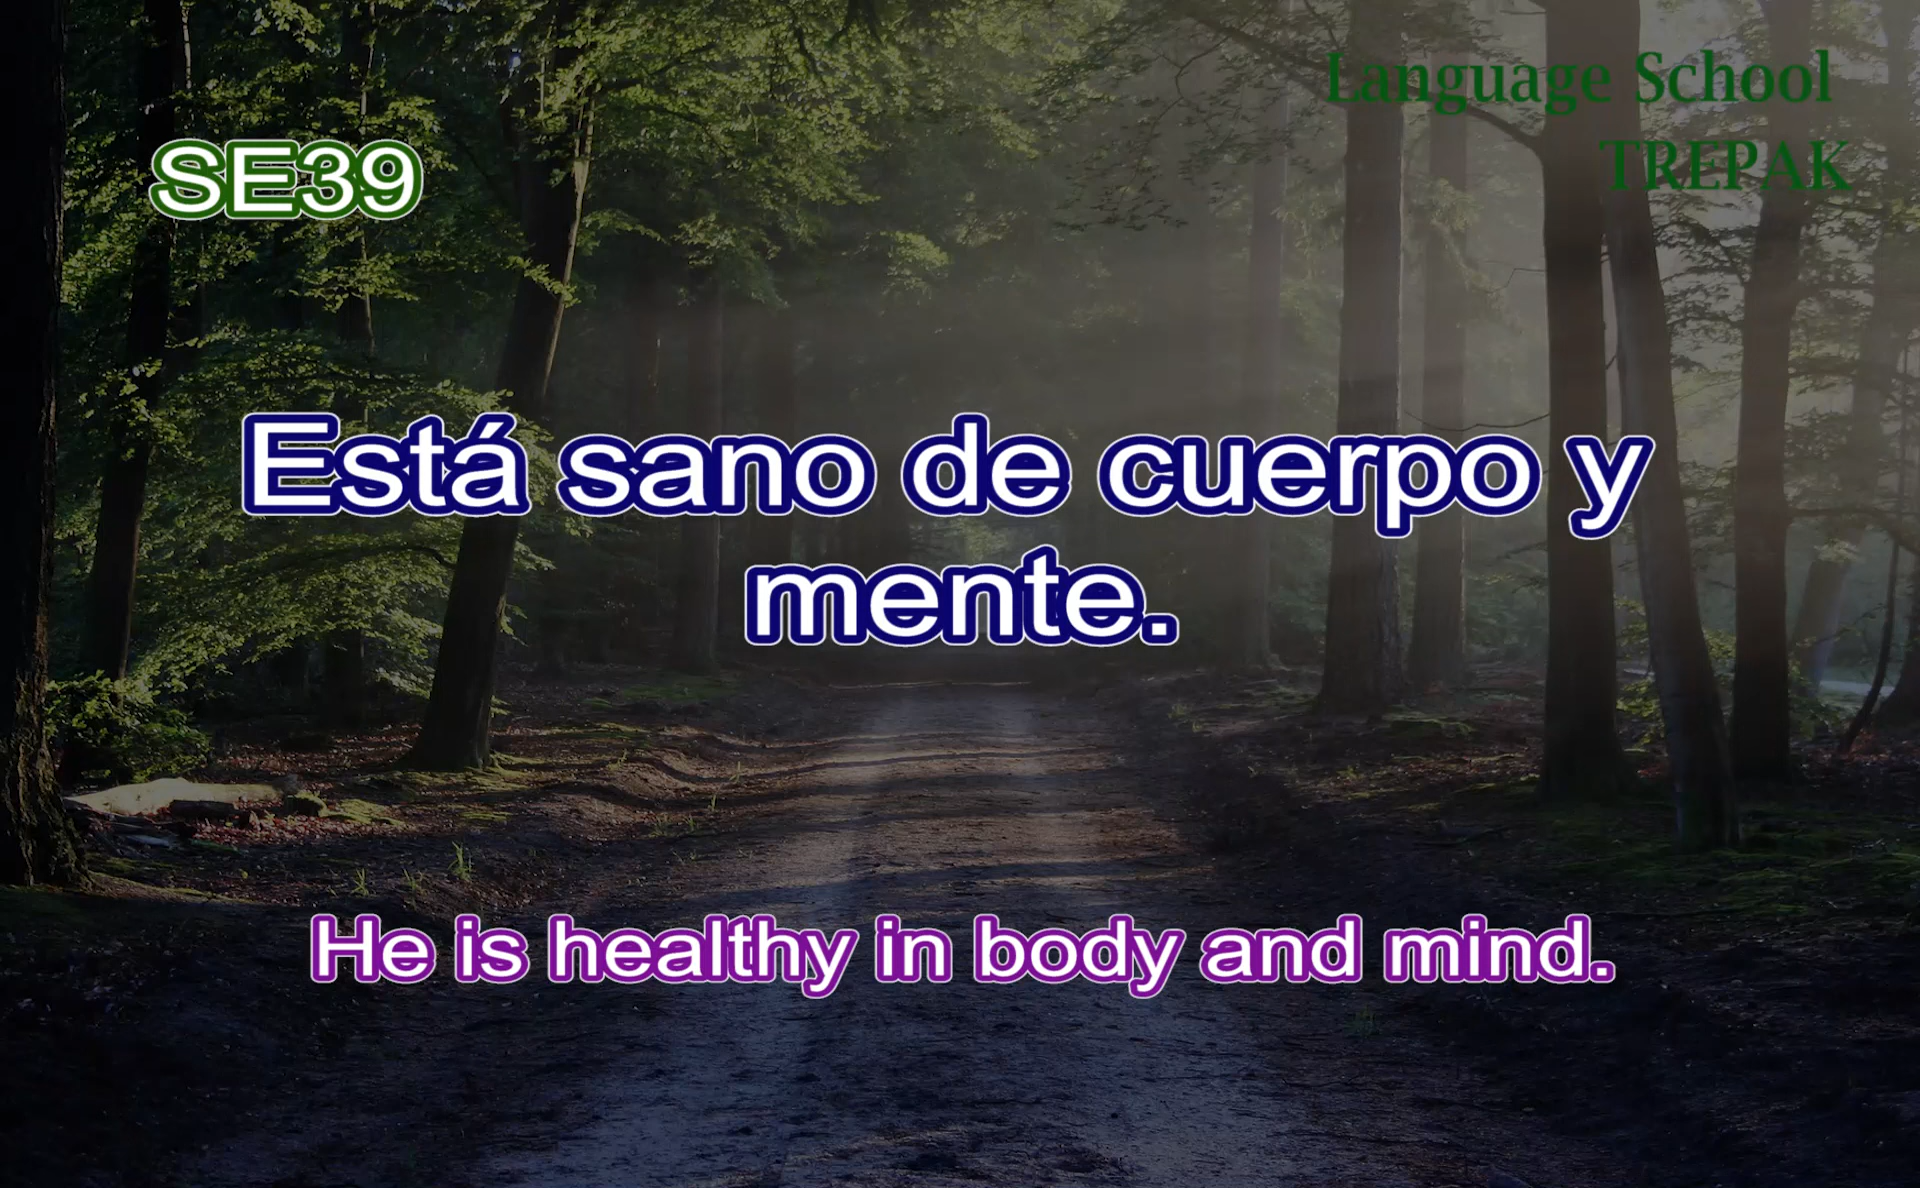 Language School
TREPAK
SE39
Está sano de cuerpo y
mente.
He is healthy in body and mind.